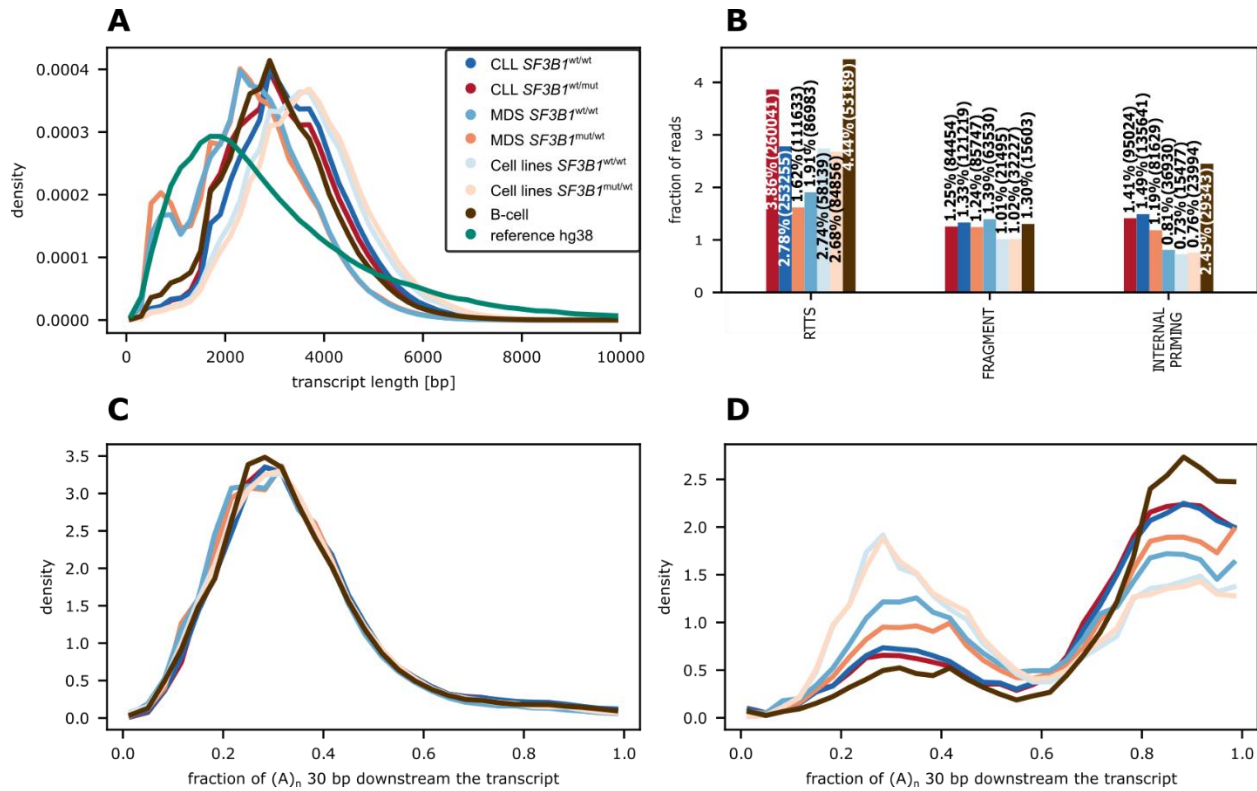 A
0.0004
0.0003
0.0002
0.0001
0.0000
density
0
2000
4000
6000
8000
10000
transcript length [bp]
CLL SF3B1wt/wt
CLL SF3B1wt/mut
MDS SF3B1wt/wt
MDS SF3B1mut/wt
Cell lines SF3B1wt/wt
Cell lines SF3B1mut/wt
B-cell
reference hg38
B
4
3
2
1
0
fraction of reads
3.86%(260041)
2.78%(253255)
1.62%(111633)
1.91%(86983)
2.74%(58139)
2.68%(84856)
4.44%(53189)
1.25%(84454)
1.33%(121219)
1.24%(85747)
1.39%(63530)
1.01%(21495)
1.02%(32227)
1.30%(15603)
1.41%(95024)
1.49%(135641)
1.19%(81629)
0.81%(36930)
0.73%(15477)
0.76%(23994)
2.45%(29345)
RTTS
FRAGMENT
INTERNAL
PRIMING
C
3.5
3.0
2.5
2.0
1.5
1.0
0.5
0.0
density
0.0
0.2
0.4
0.6
0.8
1.0
fraction of (A)n 30 bp downstream the transcript
D
2.5
2.0
1.5
1.0
0.5
0.0
density
0.0
0.2
0.4
0.6
0.8
1.0
fraction of (A)n 30 bp downstream the transcript